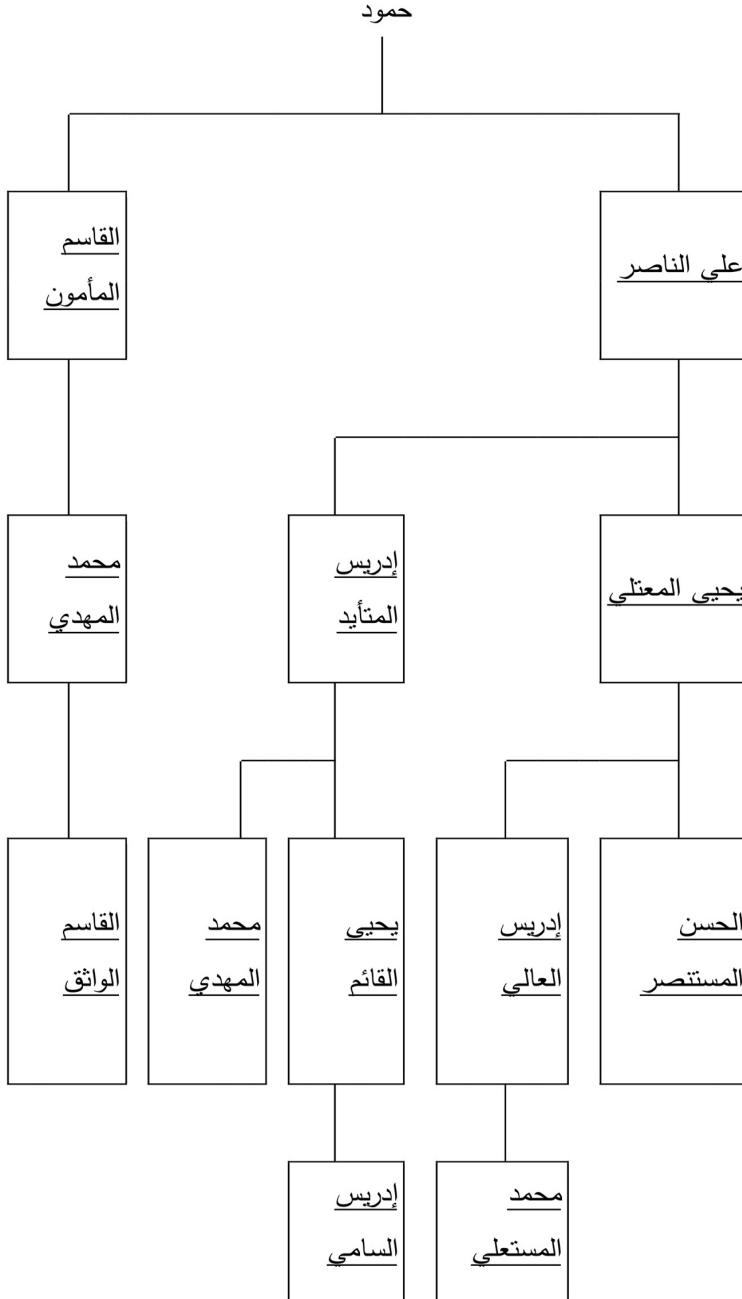 حمود
علي الناصر
القاسم
المأمون
يحيى المعتلي
إدريس
المتأيد
محمد
المهدي
الحسن
المستنصر
إدريس
العالي
يحيى
القائم
محمد
المهدي
القاسم
الواثق
محمد
المستعلي
إدريس
السامي